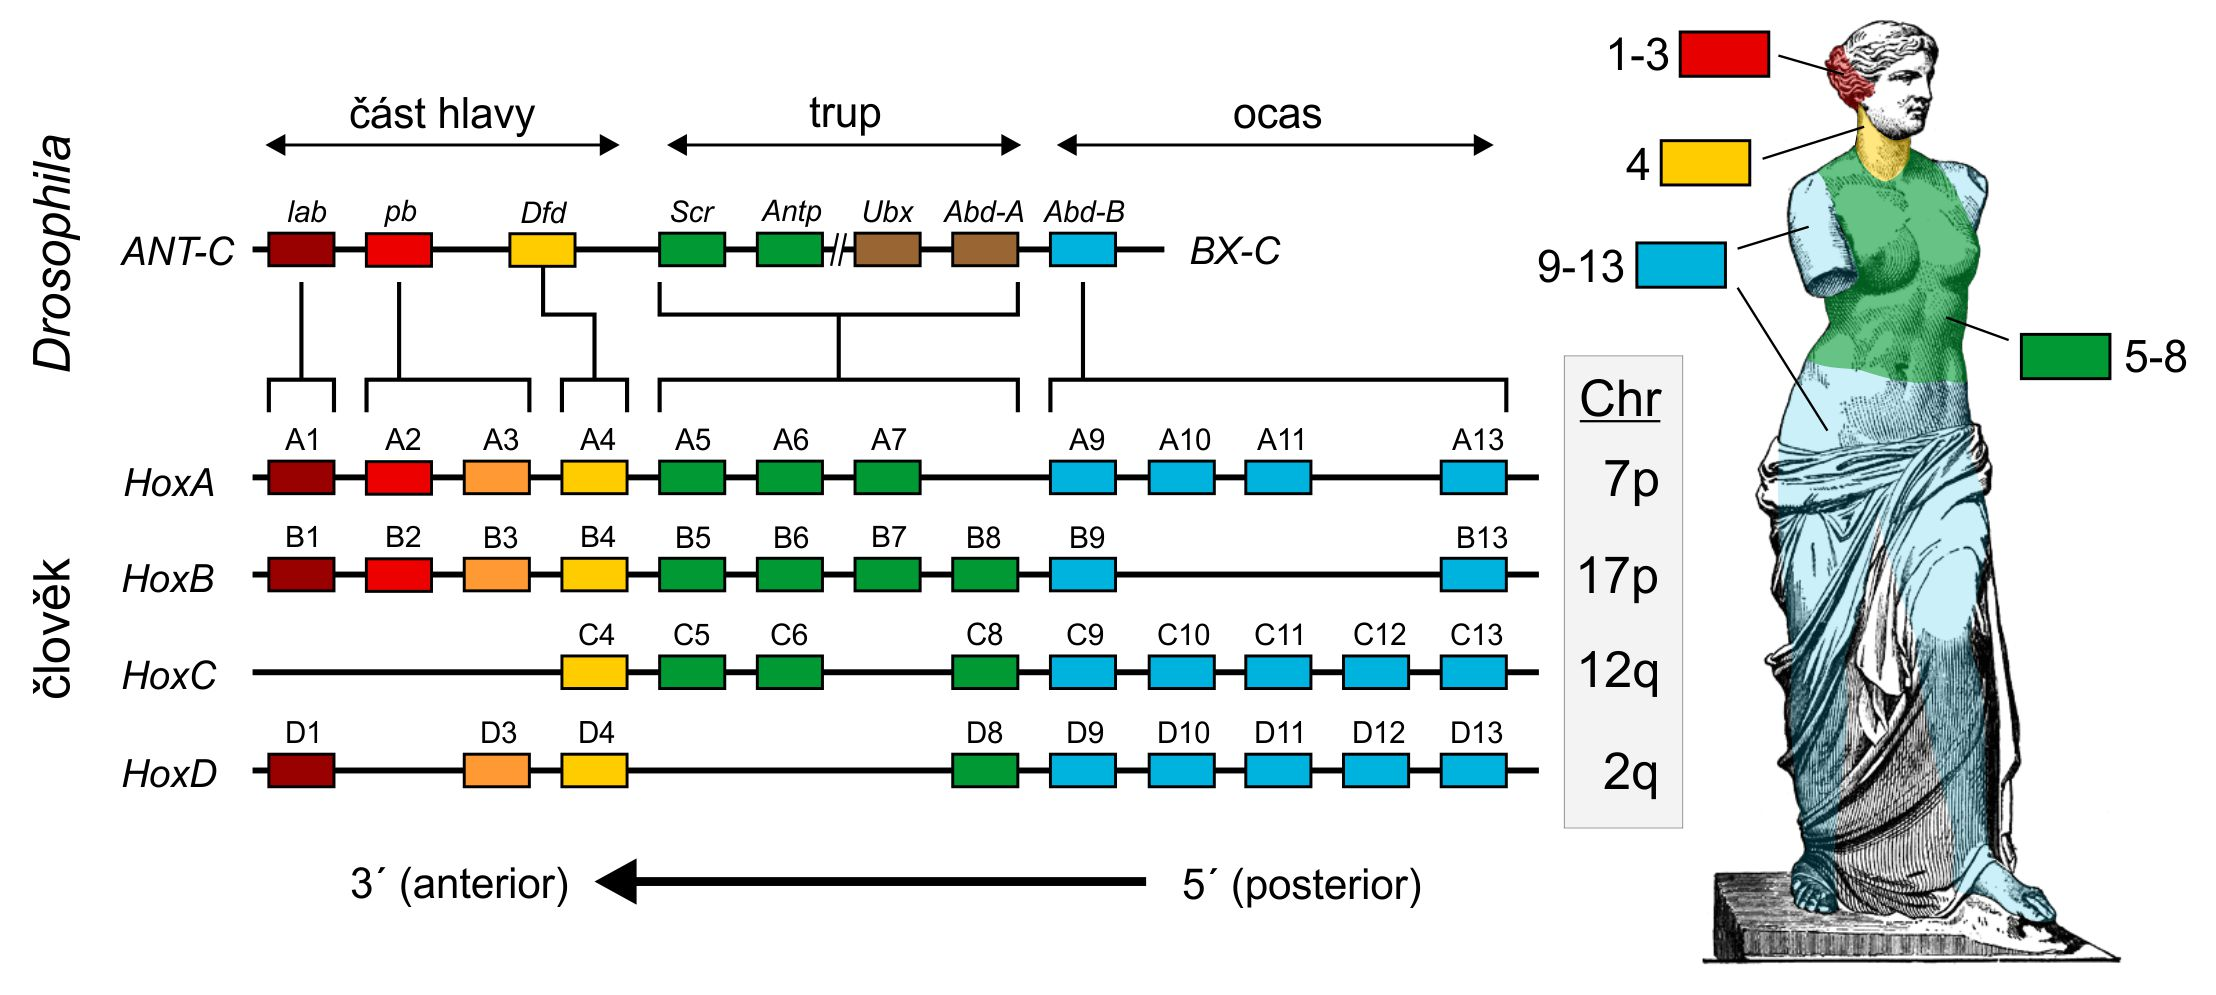 část hlavy
trup
ocas
Drosophila
lab pb Dfd Scr Antp Ubx Abd-A Abd-B
ANT-C // BX-C
člověk
A1 A2 A3 A4 A5 A6 A7 A9 A10 A11 A13
HoxA
B1 B2 B3 B4 B5 B6 B7 B8 B9 B13
HoxB
C4 C5 C6 C8 C9 C10 C11 C12 C13
HoxC
D1 D3 D4 D8 D9 D10 D11 D12 D13
HoxD
3´ (anterior) 5´ (posterior)
Chr
7p
17p
12q
2q
1-3
4
9-13
5-8